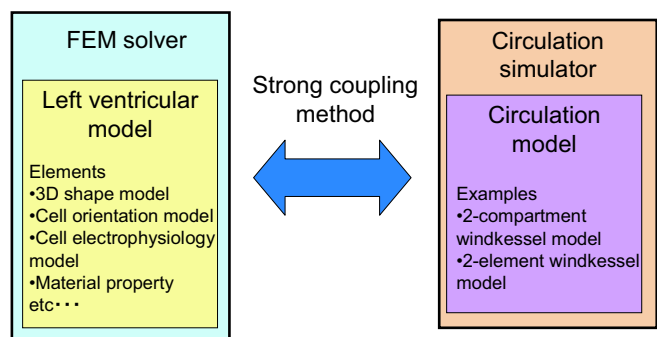 FEM solver
Left ventricular
model
Elements
•3D shape model
•Cell orientation model
•Cell electrophysiology
model
•Material property
etc・・・
Strong coupling
method
Circulation
simulator
Circulation
model
Examples
•2-compartment
windkessel model
•2-element windkessel
model